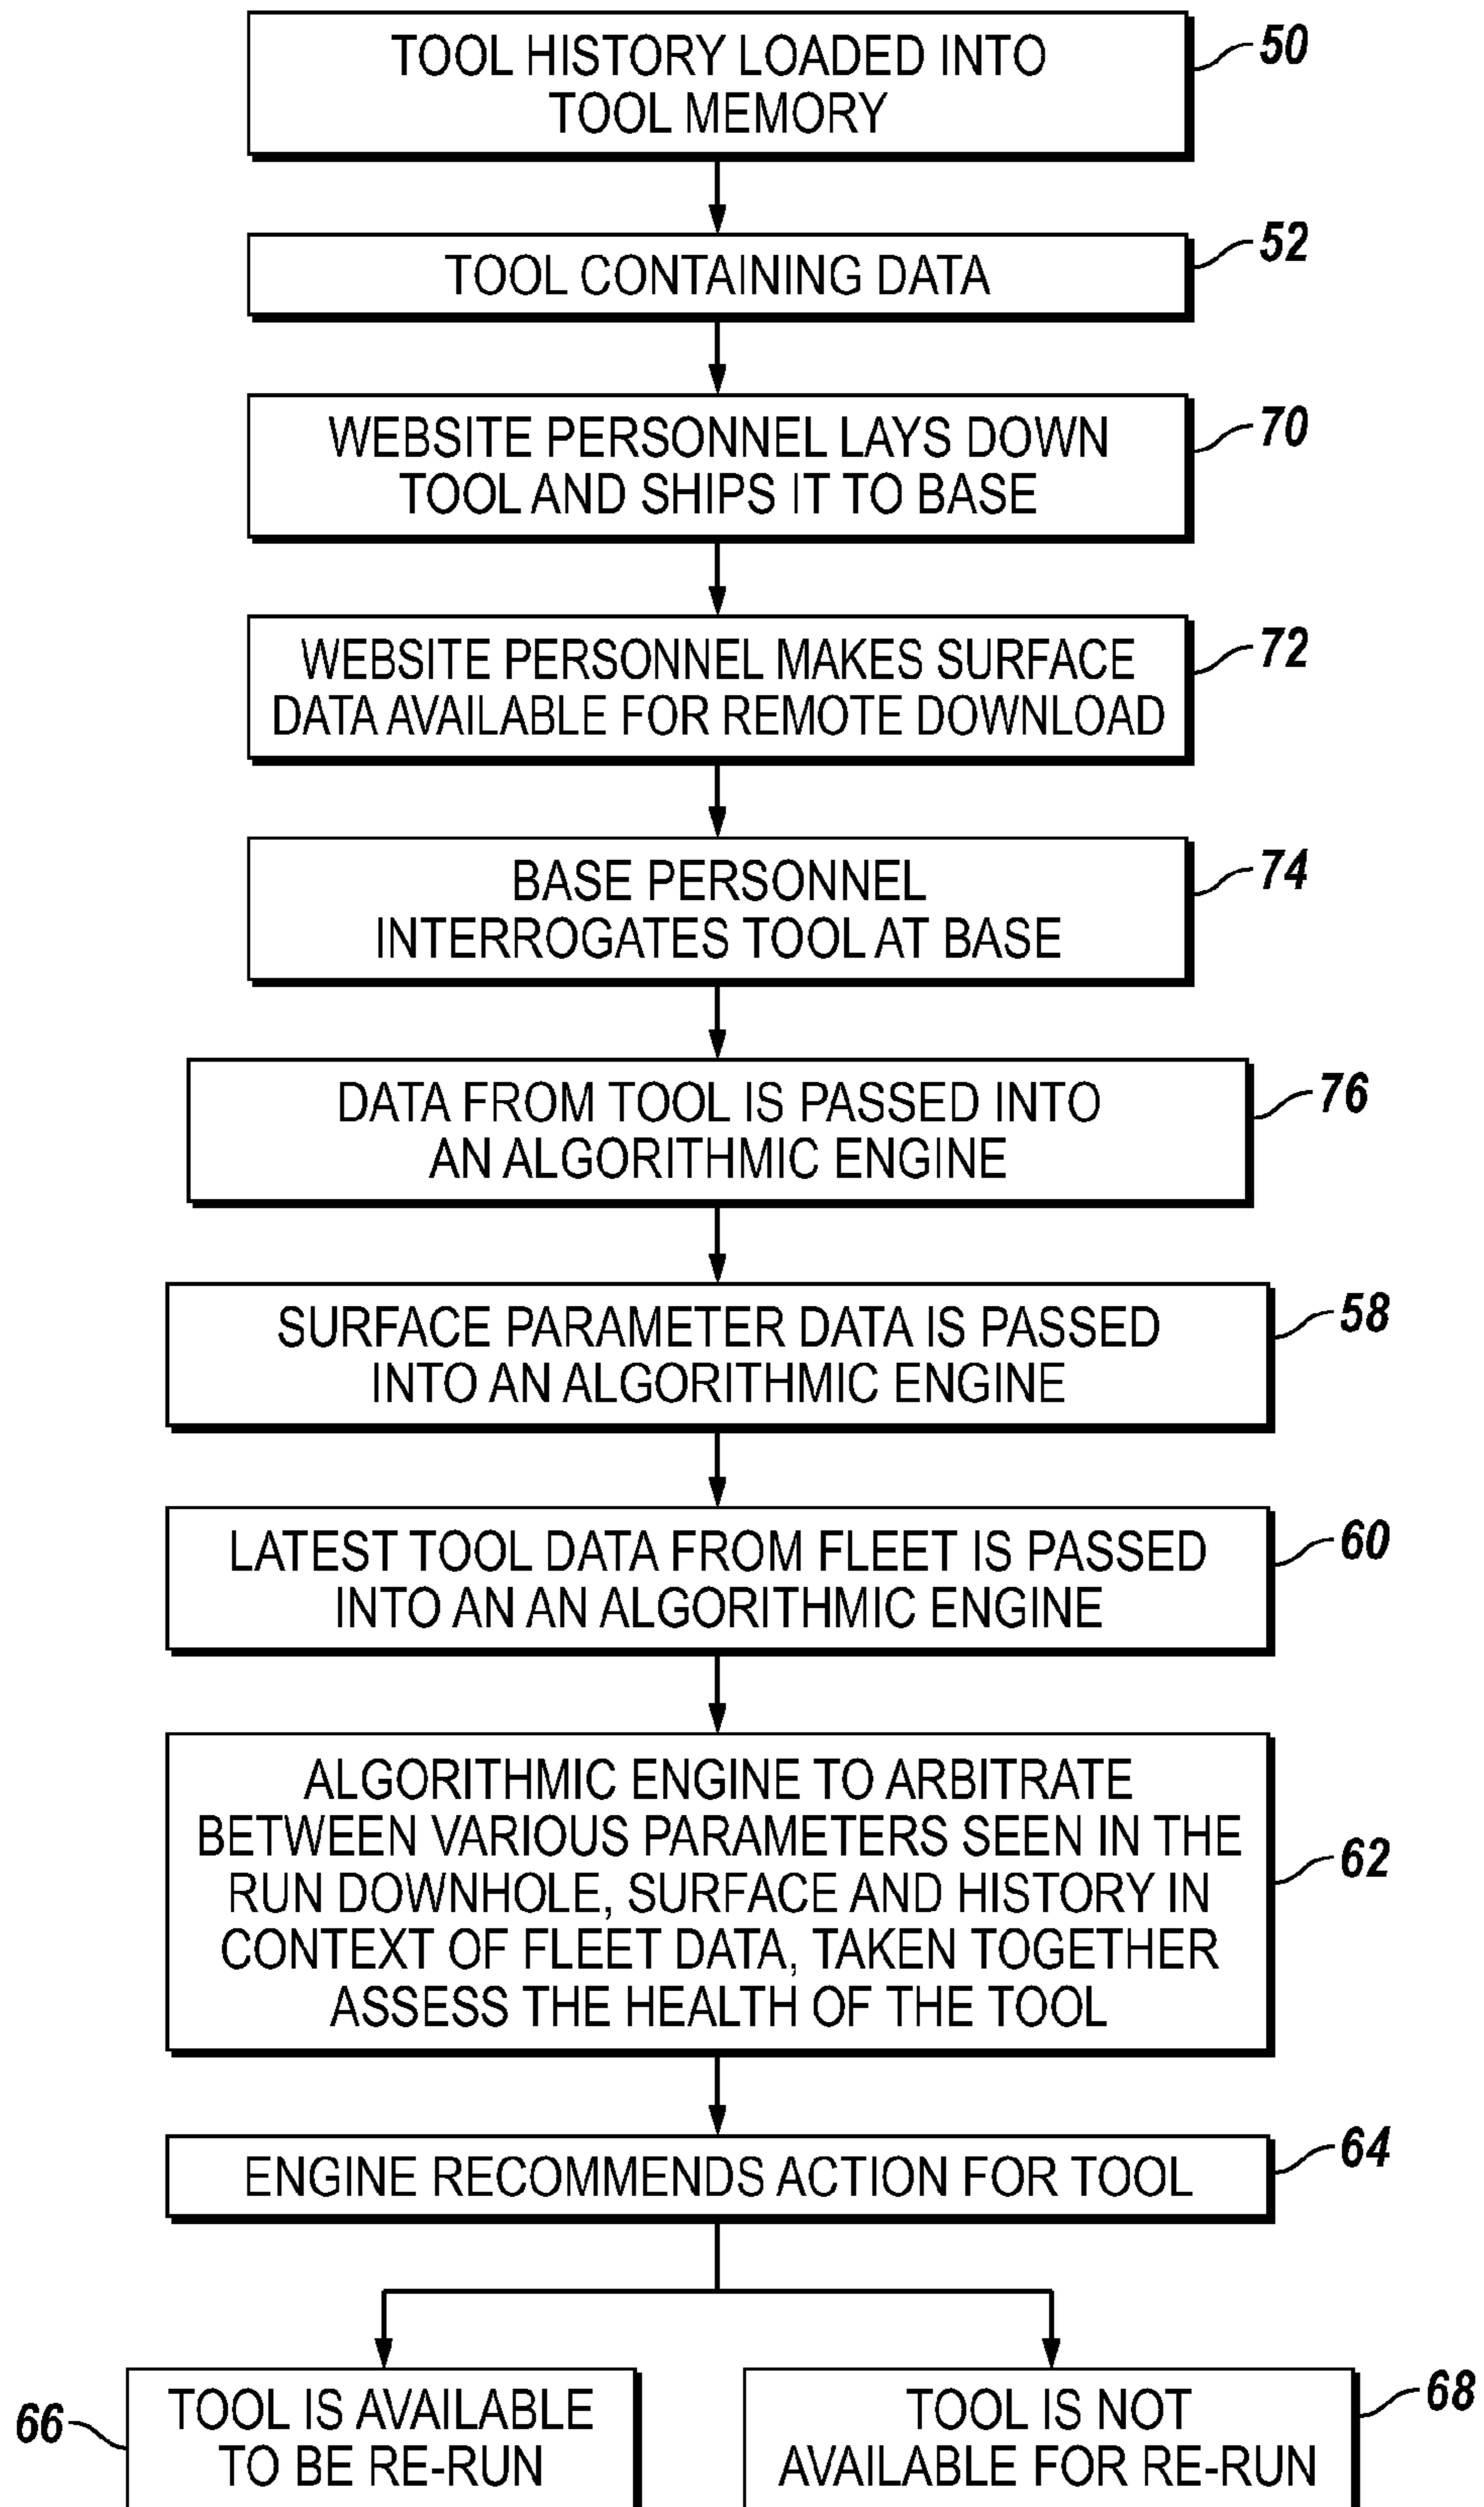 TOOL HISTORY LOADED INTO
TOOL MEMORY
50
TOOL CONTAINING DATA
52
WEBSITE PERSONNEL LAYS DOWN
TOOL AND SHIPS IT TO BASE
70
WEBSITE PERSONNEL MAKES SURFACE
DATA AVAILABLE FOR REMOTE DOWNLOAD
72
BASE PERSONNEL
INTERROGATES TOOL AT BASE
74
DATA FROM TOOL IS PASSED INTO
AN ALGORITHMIC ENGINE
76
SURFACE PARAMETER DATA IS PASSED
INTO AN ALGORITHMIC ENGINE
58
LATEST TOOL DATA FROM FLEET IS PASSED
INTO AN AN ALGORITHMIC ENGINE
60
ALGORITHMIC ENGINE TO ARBITRATE
BETWEEN VARIOUS PARAMETERS SEEN IN THE
RUN DOWNHOLE, SURFACE AND HISTORY IN
CONTEXT OF FLEET DATA, TAKEN TOGETHER
ASSESS THE HEALTH OF THE TOOL
62
ENGINE RECOMMENDS ACTION FOR TOOL
64
66
TOOL IS AVAILABLE
TO BE RE-RUN
TOOL IS NOT
AVAILABLE FOR RE-RUN
68